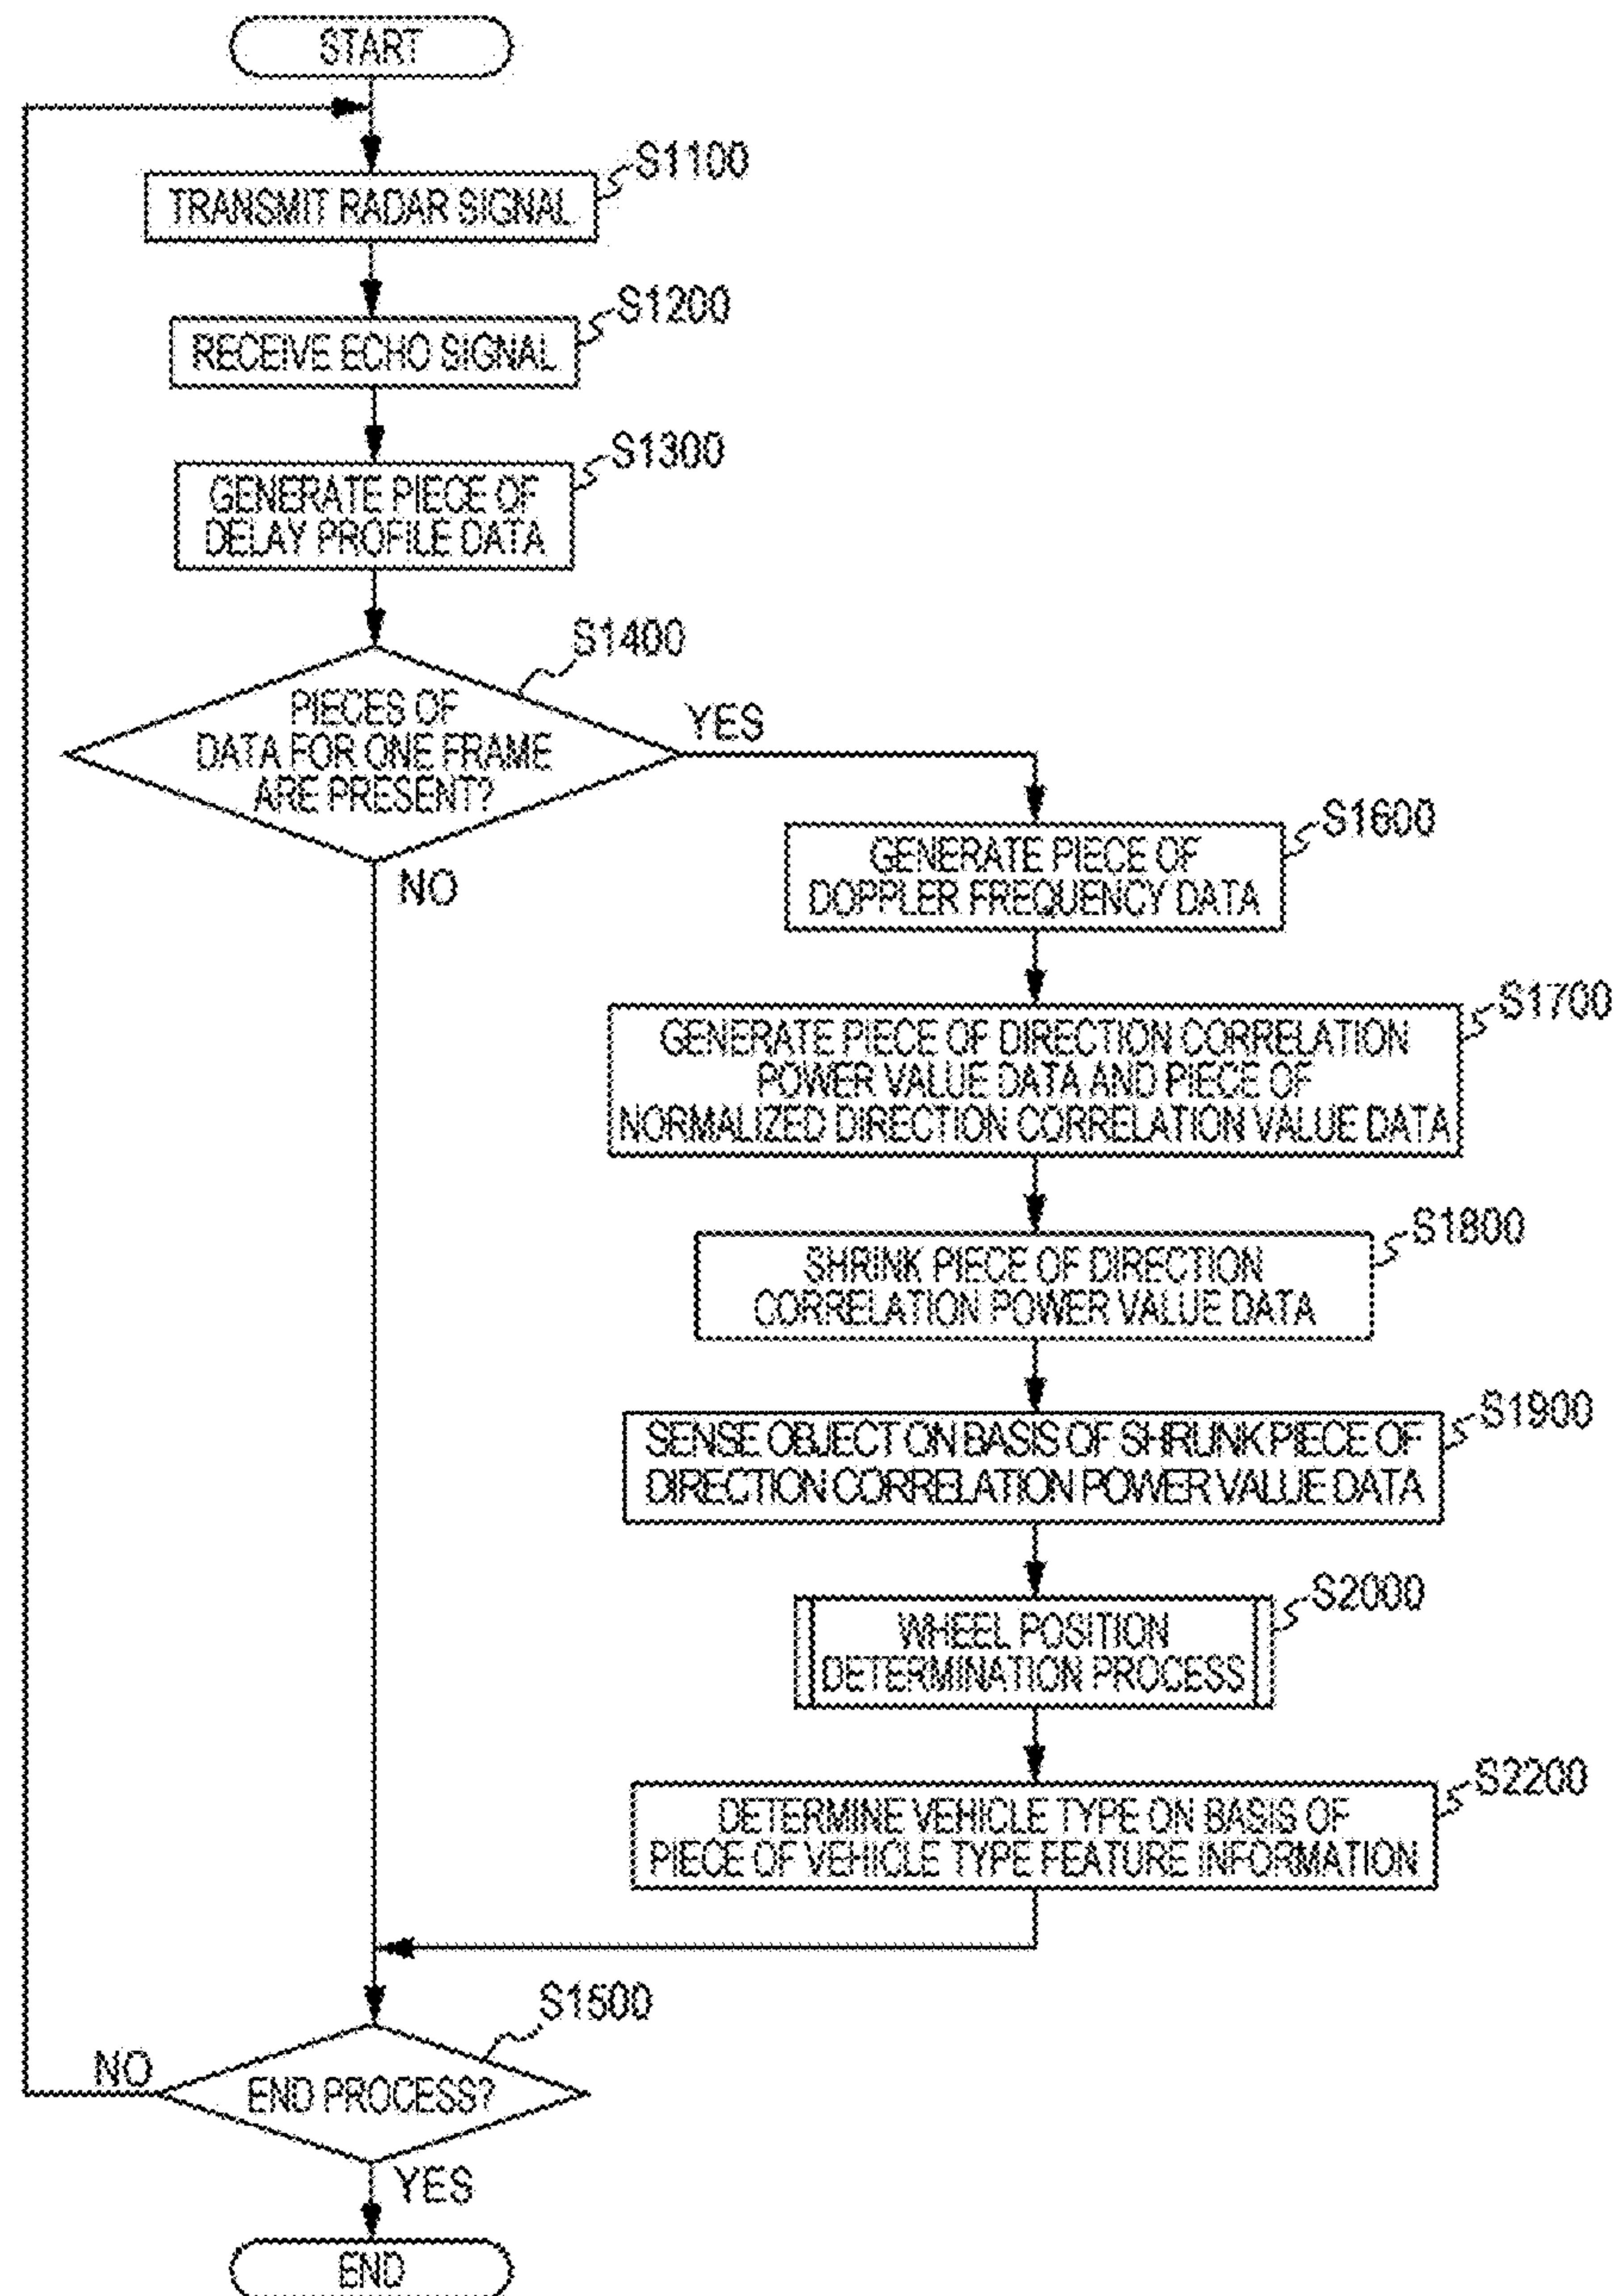 START
S1100
TRANSMIT RADAR SIGNAL
S1200
RECEIVE ECHO SIGNAL
S1300
GENERATE PIECE OF
DELAY PROFILE DATA
S1400
PIECES OF
DATA FOR ONE FRAME
ARE PRESENT?
YES
NO
S1600
GENERATE PIECE OF
DOPPLER FREQUENCY DATA
S1700
GENERATE PIECE OF DIRECTION CORRELATION
POWER VALUE DATA AND PIECE OF
NORMALIZED DIRECTION CORRELATION VALUE DATA
S1800
SHRINK PIECE OF DIRECTION
CORRELATION POWER VALUE DATA
S1900
SENSE OBJECT ON BASIS OF SHRUNK PIECE OF
DIRECTION CORRELATION POWER VALUE DATA
S2000
WHEEL POSITION
DETERMINATION PROCESS
S2200
DETERMINE VEHICLE TYPE ON BASIS OF
PIECE OF VEHICLE TYPE FEATURE INFORMATION
S1500
NO
END PROCESS?
YES
END